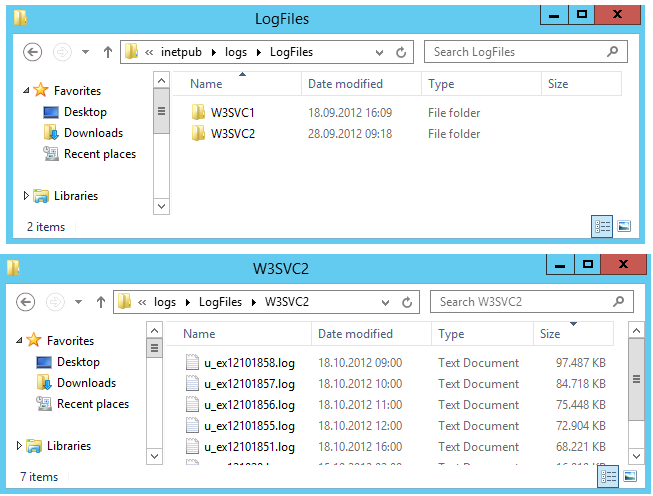 LogFiles
« inetpub logs LogFiles
Search LogFiles
Favorites
Desktop
Downloads
Recent places
Libraries
Name Date modified Type Size
W3SVC1 18.09.2012 16:09 File folder
W3SVC2 28.09.2012 09:18 File folder
2 items
W3SVC2
« logs LogFiles W3SVC2
Search W3SVC2
Favorites
Desktop
Downloads
Recent places
Libraries
Name Date modified Type Size
u_ex12101858.log 18.10.2012 09:00 Text Document 97.487 KB
u_ex12101857.log 18.10.2012 10:00 Text Document 84.718 KB
u_ex12101856.log 18.10.2012 11:00 Text Document 75.448 KB
u_ex12101855.log 18.10.2012 12:00 Text Document 72.904 KB
u_ex12101851.log 18.10.2012 16:00 Text Document 68.221 KB
7 items